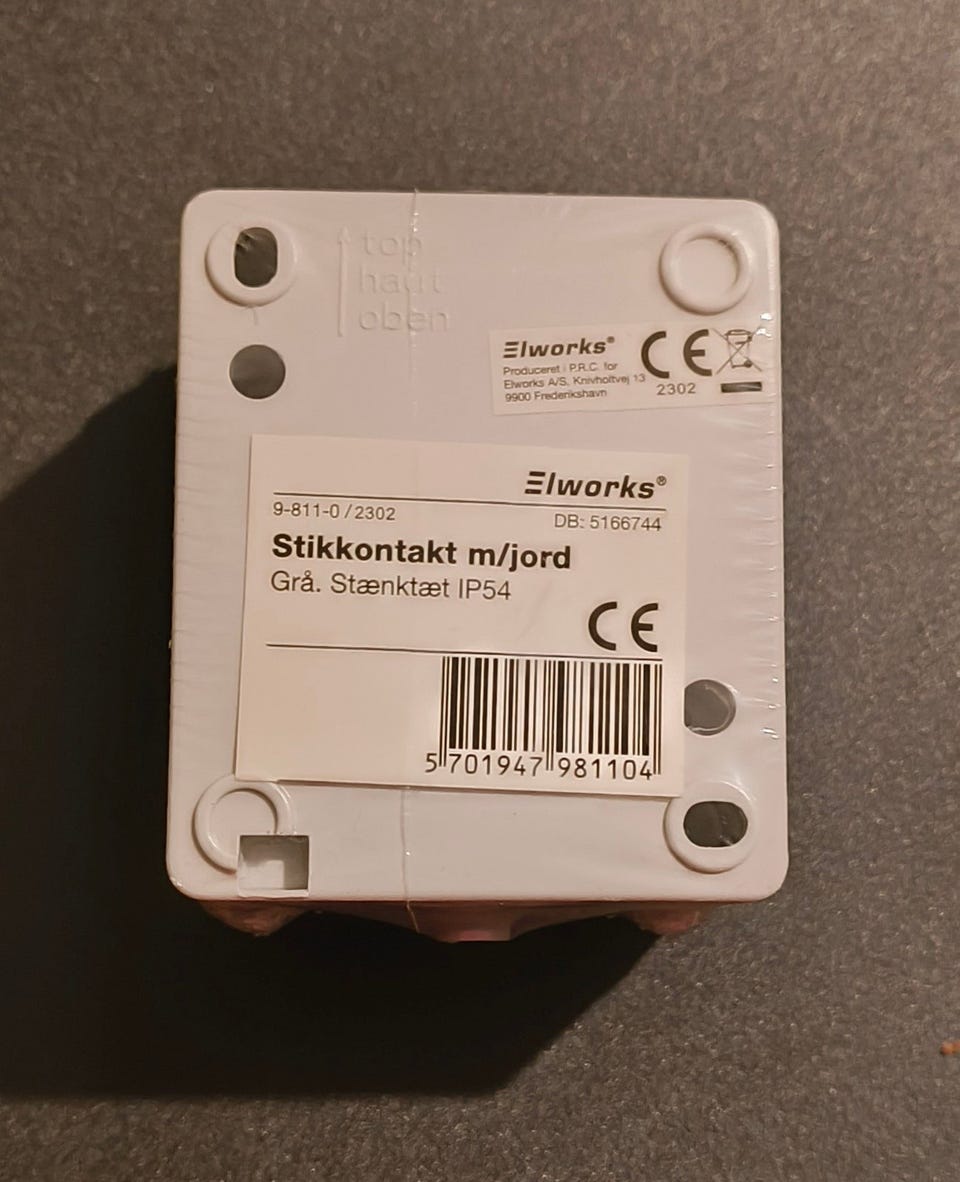 top
haut
oben
Elworks®
Produceret i P.R.C. for
Elworks A/S, Knivholtvej 13
9900 Frederikshavn
CE
2302
Elworks®
9-811-0 / 2302
DB: 5166744
Stikkontakt m/jord
Grå. Stænktæt IP54
CE
5 701947 981104